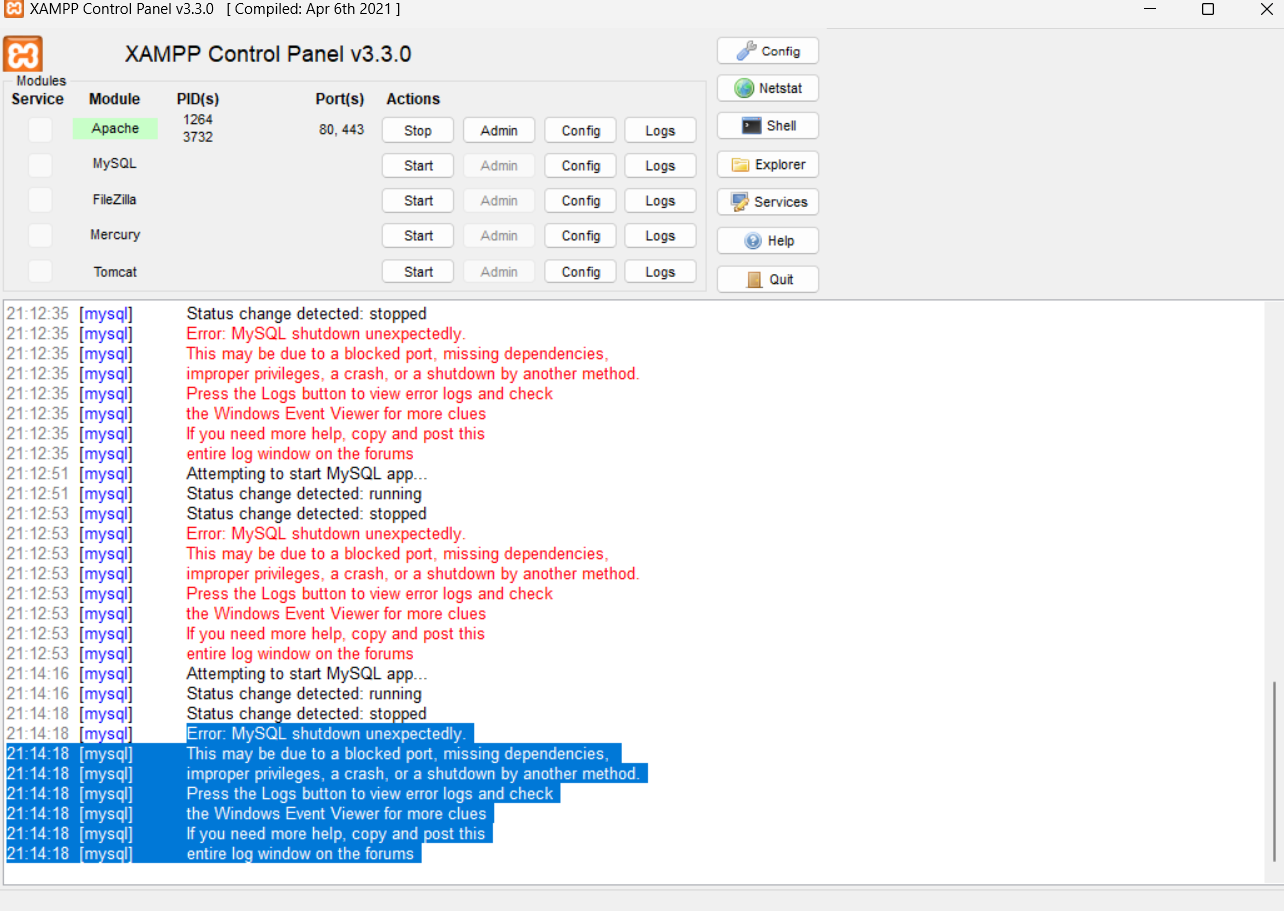 XAMPP Control Panel v3.3.0 [ Compiled: Apr 6th 2021 ]
XAMPP Control Panel v3.3.0
Modules
Service Module PID(s) Port(s) Actions
Apache 1264 3732 80, 443 Stop Admin Config Logs
MySQL Start Admin Config Logs
FileZilla Start Admin Config Logs
Mercury Start Admin Config Logs
Tomcat Start Admin Config Logs
Config
Netstat
Shell
Explorer
Services
Help
Quit
21:12:35 [mysql] Status change detected: stopped
21:12:35 [mysql] Error: MySQL shutdown unexpectedly.
21:12:35 [mysql] This may be due to a blocked port, missing dependencies,
21:12:35 [mysql] improper privileges, a crash, or a shutdown by another method.
21:12:35 [mysql] Press the Logs button to view error logs and check
21:12:35 [mysql] the Windows Event Viewer for more clues
21:12:35 [mysql] If you need more help, copy and post this
21:12:35 [mysql] entire log window on the forums
21:12:51 [mysql] Attempting to start MySQL app...
21:12:51 [mysql] Status change detected: running
21:12:53 [mysql] Status change detected: stopped
21:12:53 [mysql] Error: MySQL shutdown unexpectedly.
21:12:53 [mysql] This may be due to a blocked port, missing dependencies,
21:12:53 [mysql] improper privileges, a crash, or a shutdown by another method.
21:12:53 [mysql] Press the Logs button to view error logs and check
21:12:53 [mysql] the Windows Event Viewer for more clues
21:12:53 [mysql] If you need more help, copy and post this
21:12:53 [mysql] entire log window on the forums
21:14:16 [mysql] Attempting to start MySQL app...
21:14:16 [mysql] Status change detected: running
21:14:18 [mysql] Status change detected: stopped
21:14:18 [mysql] Error: MySQL shutdown unexpectedly.
21:14:18 [mysql] This may be due to a blocked port, missing dependencies,
21:14:18 [mysql] improper privileges, a crash, or a shutdown by another method.
21:14:18 [mysql] Press the Logs button to view error logs and check
21:14:18 [mysql] the Windows Event Viewer for more clues
21:14:18 [mysql] If you need more help, copy and post this
21:14:18 [mysql] entire log window on the forums